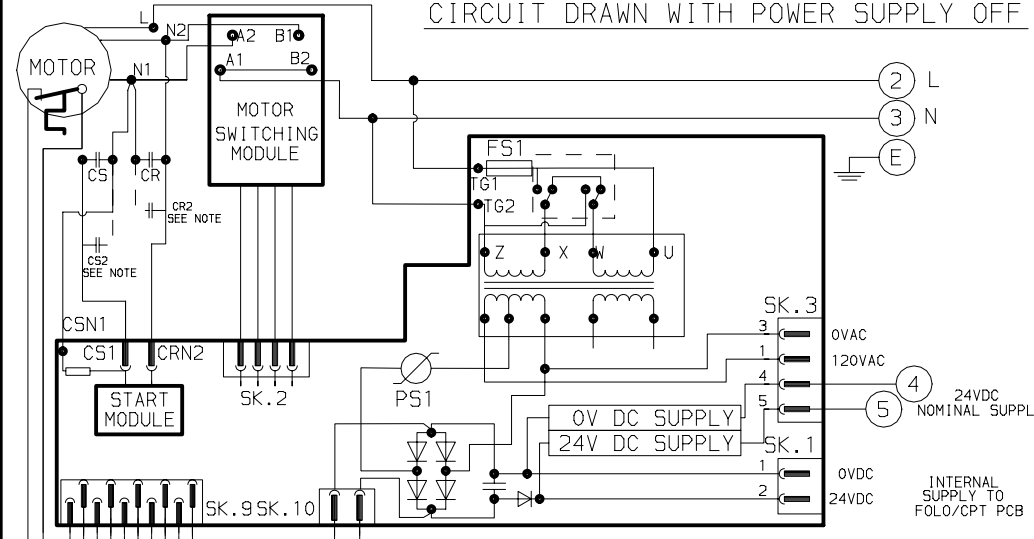 CIRCUIT DRAWN WITH POWER SUPPLY OFF
L
N2
A2
B1
MOTOR
N1
A1
B2
2
L
MOTOR
SWITCHING
MODULE
3
N
FS1
E
CS
CR
TG1
TG2
CR2
SEE NOTE
CS2
SEE NOTE
Z
X
W
U
SK.3
CSN1
3
0VAC
CS1
CRN2
1
120VAC
PS1
4
4
24VDC
NOMINAL SUPPL
START
MODULE
SK.2
5
5
0V DC SUPPLY
24V DC SUPPLY
SK.1
1
0VDC
2
24VDC
INTERNAL
SUPPLY TO
FOLO/CPT PCB
SK.9
SK.10